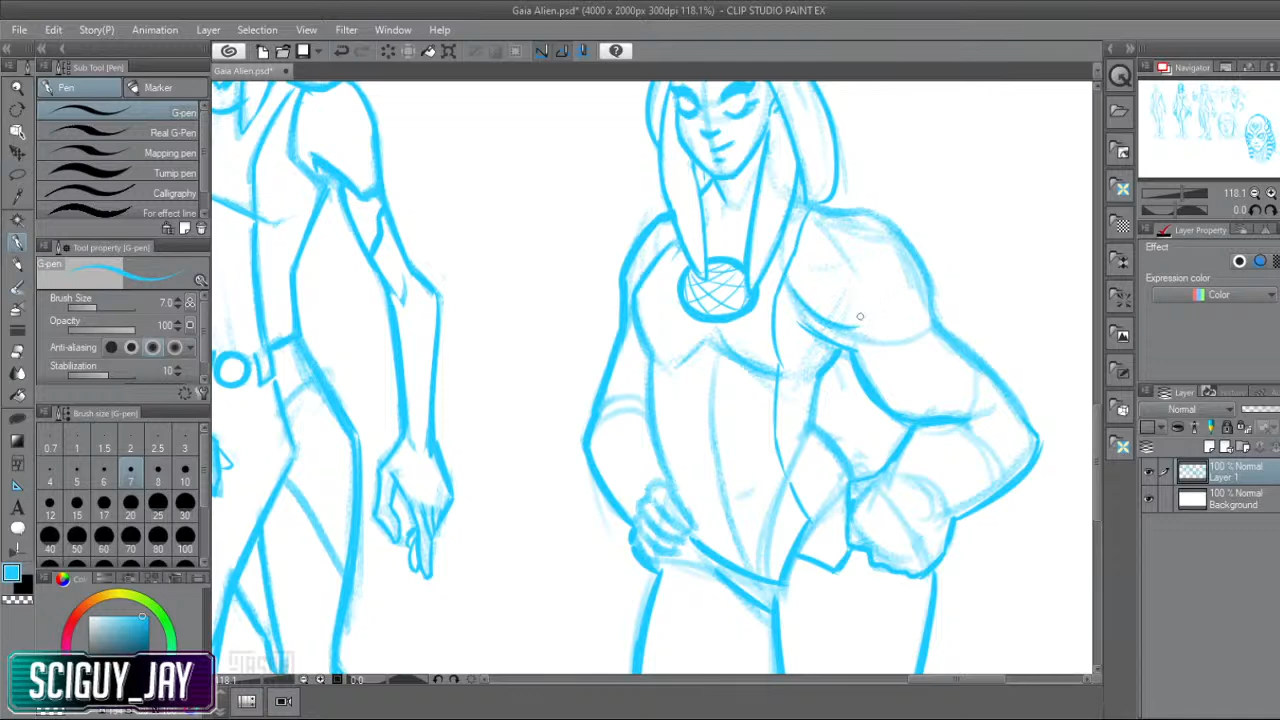 Gaia Alien.psd* (4000 x 2000px 300dpi 118.1%) - CLIP STUDIO PAINT EX
File Edit Story(P) Animation Layer Selection View Filter Window Help
Sub Tool [Pen]
Gaia Alien.psd*
Navigator
Pen Marker
G-pen
Real G-Pen
Mapping pen
Turnip pen
Calligraphy
For effect line
118.1
0.0
Layer Property
Tool property [G-pen]
Effect
G-pen
Expression color
Color
Brush Size 7.0
Opacity 100
Anti-aliasing
Stabilization 10
Layer
Normal
Brush size [G-pen]
0.7 1 1.5 2 2.5 3
4 5 6 7 8 10
12 15 17 20 25 30
40 50 70 80 100
100 % Normal
Layer 1
100 % Normal
Background
SCIGUY_JAY
118.1
0.0